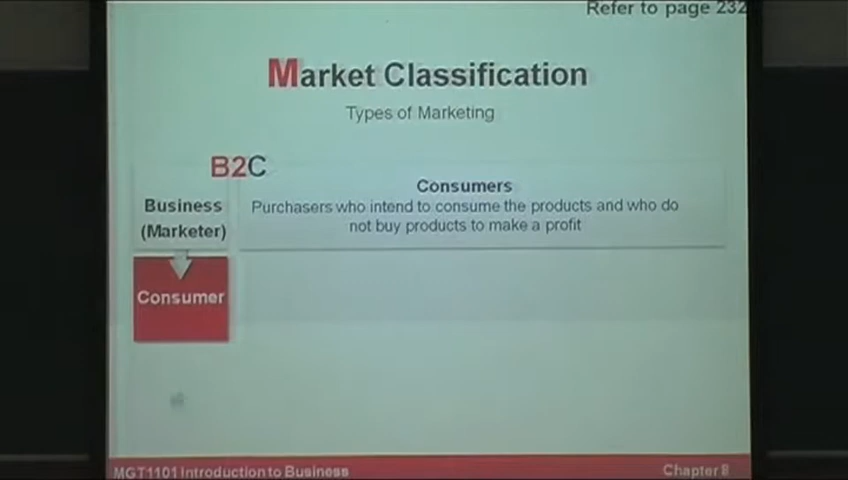 Refer to page 232
Market Classification
Types of Marketing
B2C
Consumers
Business
(Marketer)
Purchasers who intend to consume the products and who do
not buy products to make a profit
Consumer
MGT1101 Introduction to Business
Chapter 8